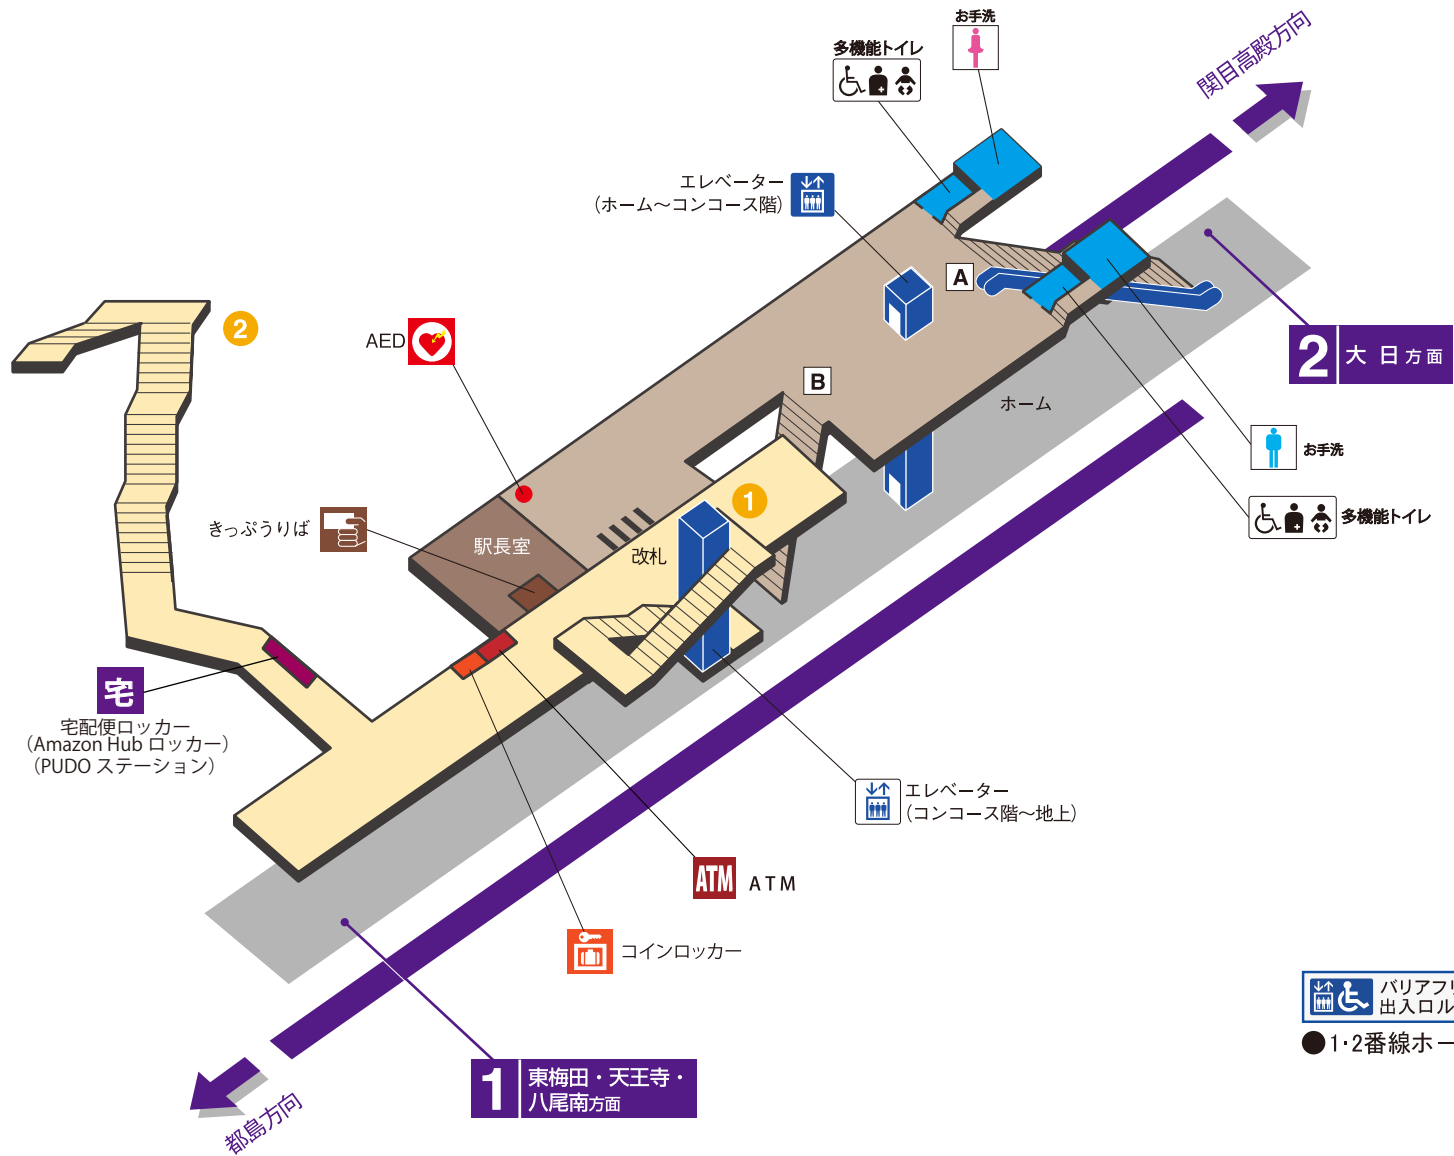 お手洗
多機能トイレ
関目高殿方向
エレベーター
（ホーム～コンコース階）
A
2
AED
2 大 日方面
B
ホーム
お手洗
1
きっぷうりば
駅長室
改札
多機能トイレ
宅
宅配便ロッカー
（Amazon Hub ロッカー）
（PUDO ステーション）
エレベーター
（コンコース階～地上）
ATM ATM
コインロッカー
バリアフリ
出入ロル
●1・2番線ホー
1 東梅田・天王寺・
八尾南方面
都島方向